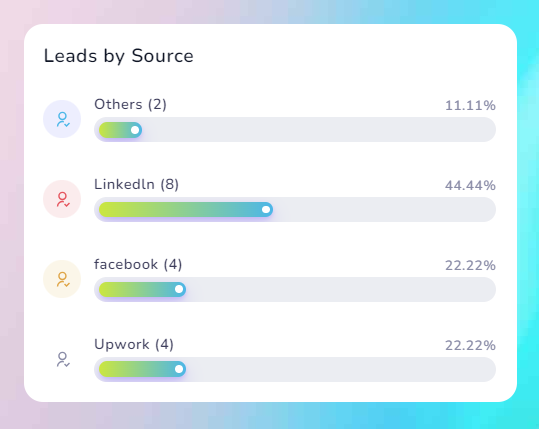 Leads by Source
Others (2) 11.11%
Linkedln (8) 44.44%
facebook (4) 22.22%
Upwork (4) 22.22%